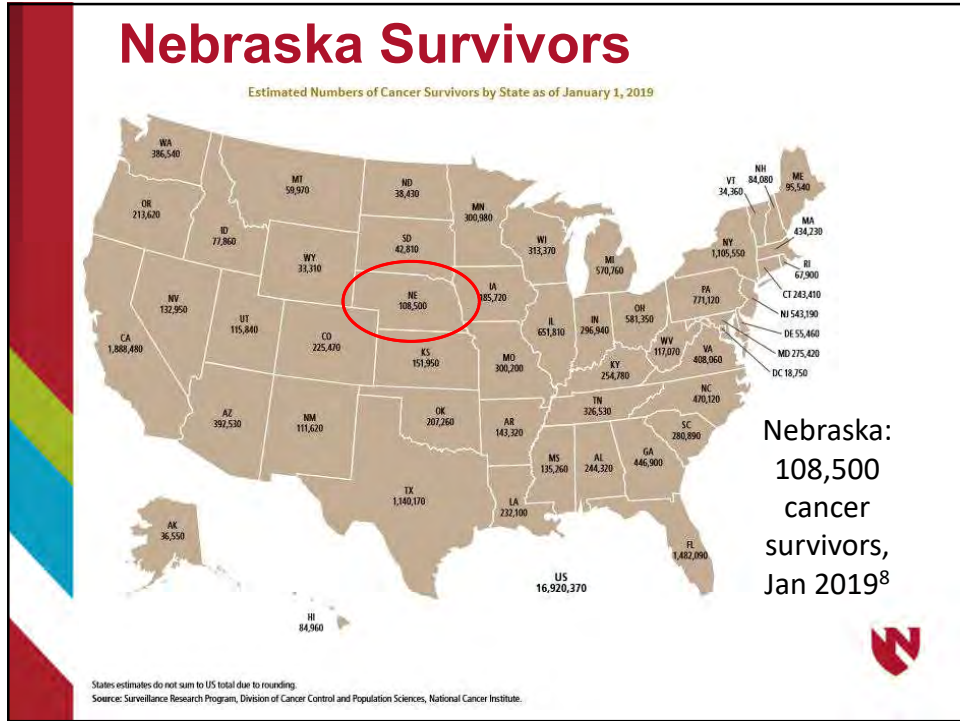 Nebraska Survivors
Estimated Numbers of Cancer Survivors by State as of January 1, 2019
WA
386,540
MT
59,970
ND
38,430
MN
300,980
VT
34,360
NH
84,080
ME
95,540
OR
213,620
ID
77,860
SD
42,810
WI
313,370
MI
570,760
NY
1,105,550
MA
434,230
RI
67,900
WY
33,310
NE
108,500
IA
185,720
PA
771,120
CT 243,410
NJ 543,190
NV
132,950
UT
115,840
CO
225,470
IL
651,810
IN
296,940
OH
581,350
DE 55,460
MD 275,420
DC 18,750
CA
1,888,480
KS
151,950
MO
300,200
KY
254,780
WV
117,070
VA
408,060
NC
470,120
AZ
392,530
NM
111,620
OK
207,260
AR
143,320
TN
326,530
SC
280,890
TX
1,140,170
LA
232,100
MS
135,260
AL
244,320
GA
446,900
FL
1,482,090
AK
36,550
HI
84,960
US
16,920,370
Nebraska:
108,500
cancer
survivors,
Jan 2019⁸
N
States estimates do not sum to US total due to rounding.
Source: Surveillance Research Program, Division of Cancer Control and Population Sciences, National Cancer Institute.